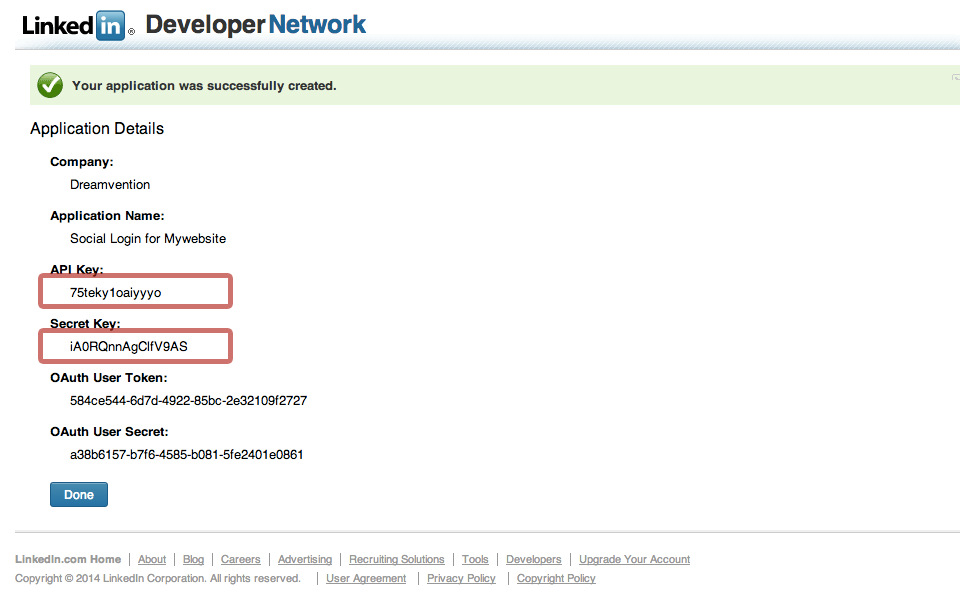 Linked in ® DeveloperNetwork
Your application was successfully created.
Application Details
Company:
Dreamvention
Application Name:
Social Login for Mywebsite
API Key:
75teky1oaiyyyo
Secret Key:
iA0RQnnAgClfV9AS
OAuth User Token:
584ce544-6d7d-4922-85bc-2e32109f2727
OAuth User Secret:
a38b6157-b7f6-4585-b081-5fe2401e0861
Done
LinkedIn.com Home | About | Blog | Careers | Advertising | Recruiting Solutions | Tools | Developers | Upgrade Your Account
Copyright © 2014 LinkedIn Corporation. All rights reserved. | User Agreement | Privacy Policy | Copyright Policy